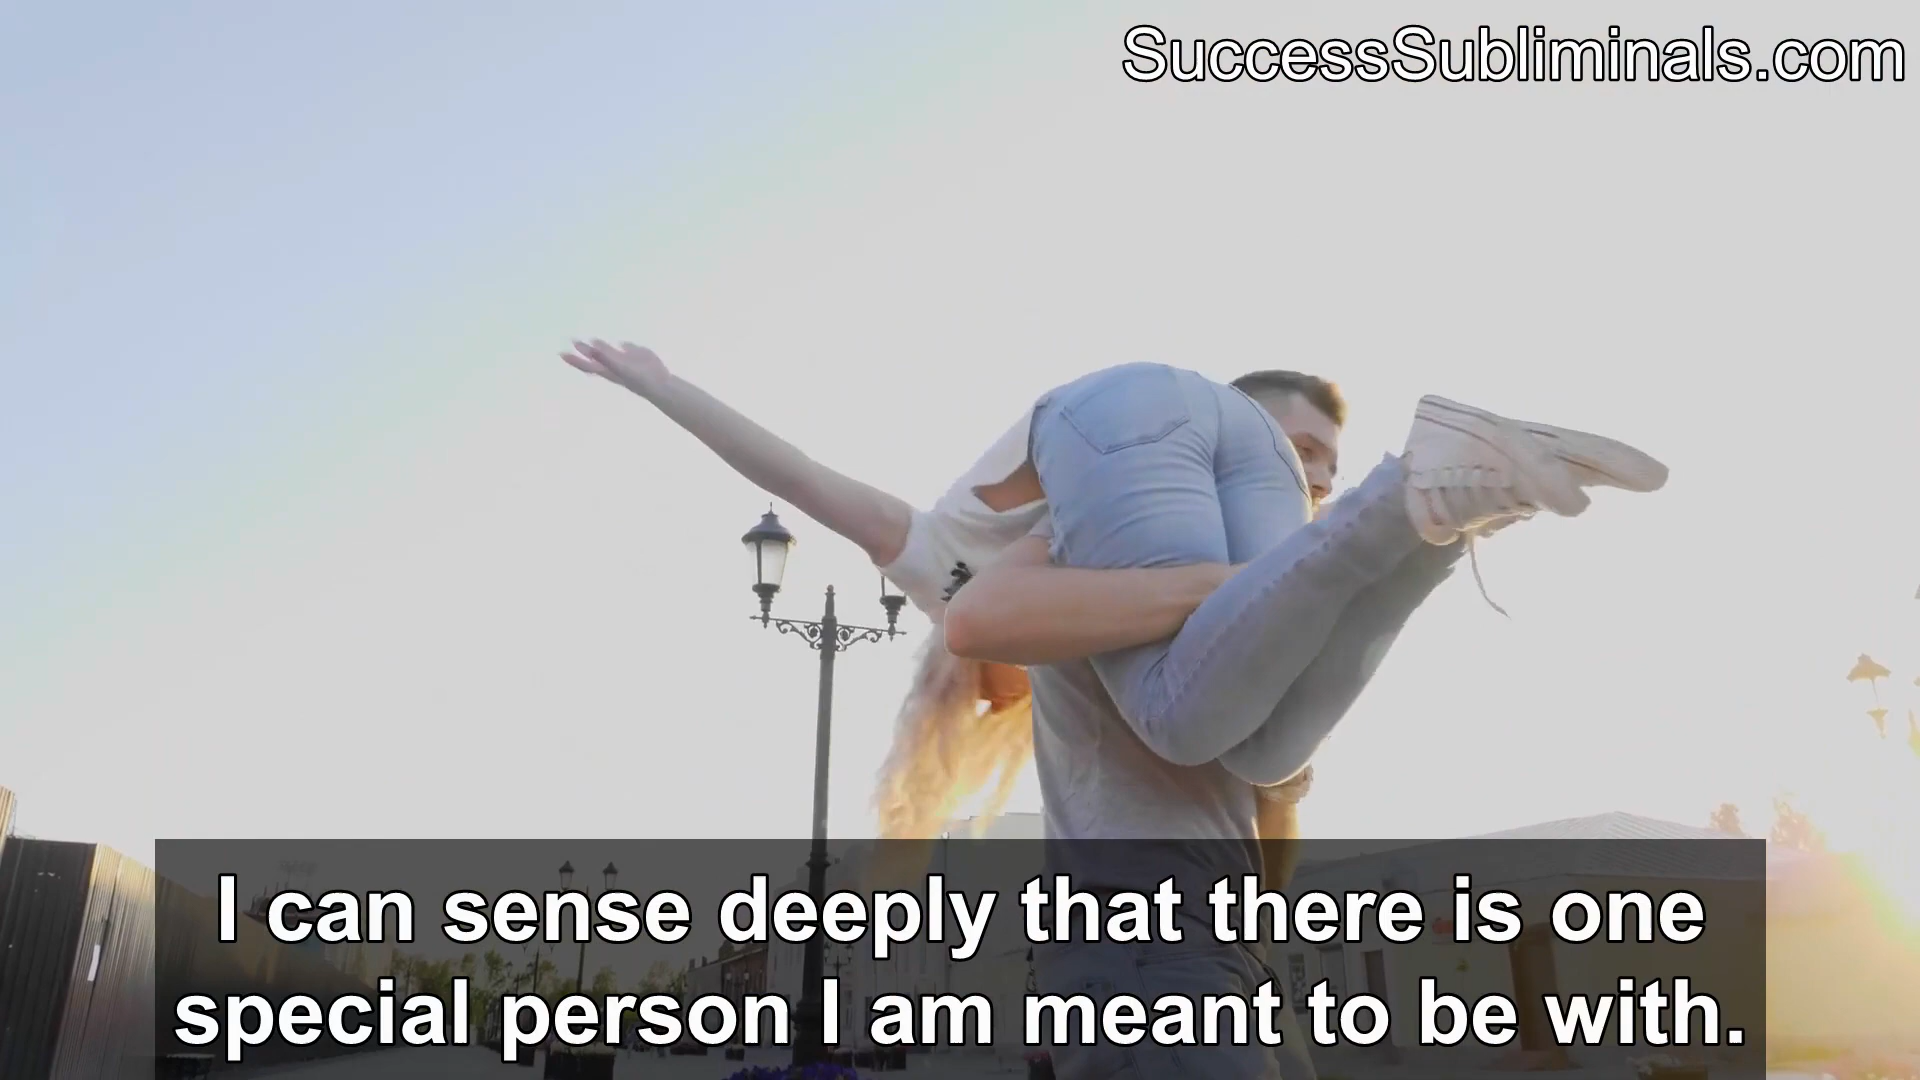 SuccessSubliminals.com
I can sense deeply that there is one
special person I am meant to be with.